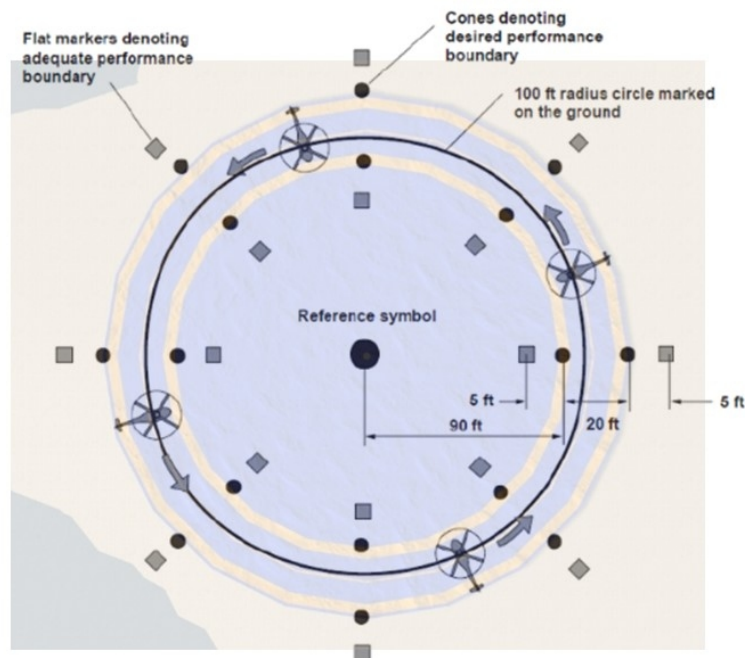 Cones denoting
desired performance
boundary
Flat markers denoting
adequate performance
boundary
100 ft radius circle marked
on the ground
Reference symbol
5 ft
90 ft
20 ft
5 ft